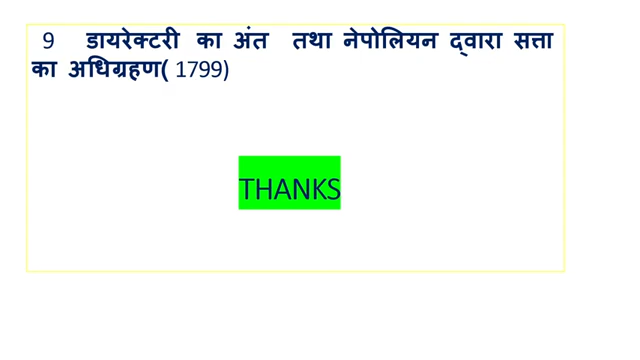 9 डायरेक्टरी का अंत तथा नेपोलियन द्वारा सत्ता
का अधिग्रहण( 1799)
THANKS